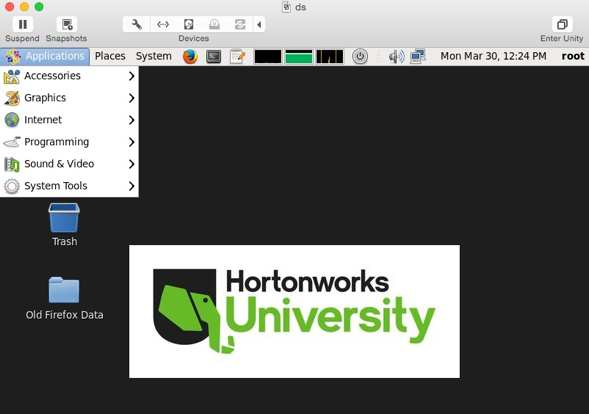 ds
Suspend Snapshots Devices Enter Unity
Applications Places System Mon Mar 30, 12:24 PM root
Accessories
Graphics
Internet
Programming
Sound & Video
System Tools
Trash
Old Firefox Data
Hortonworks
University